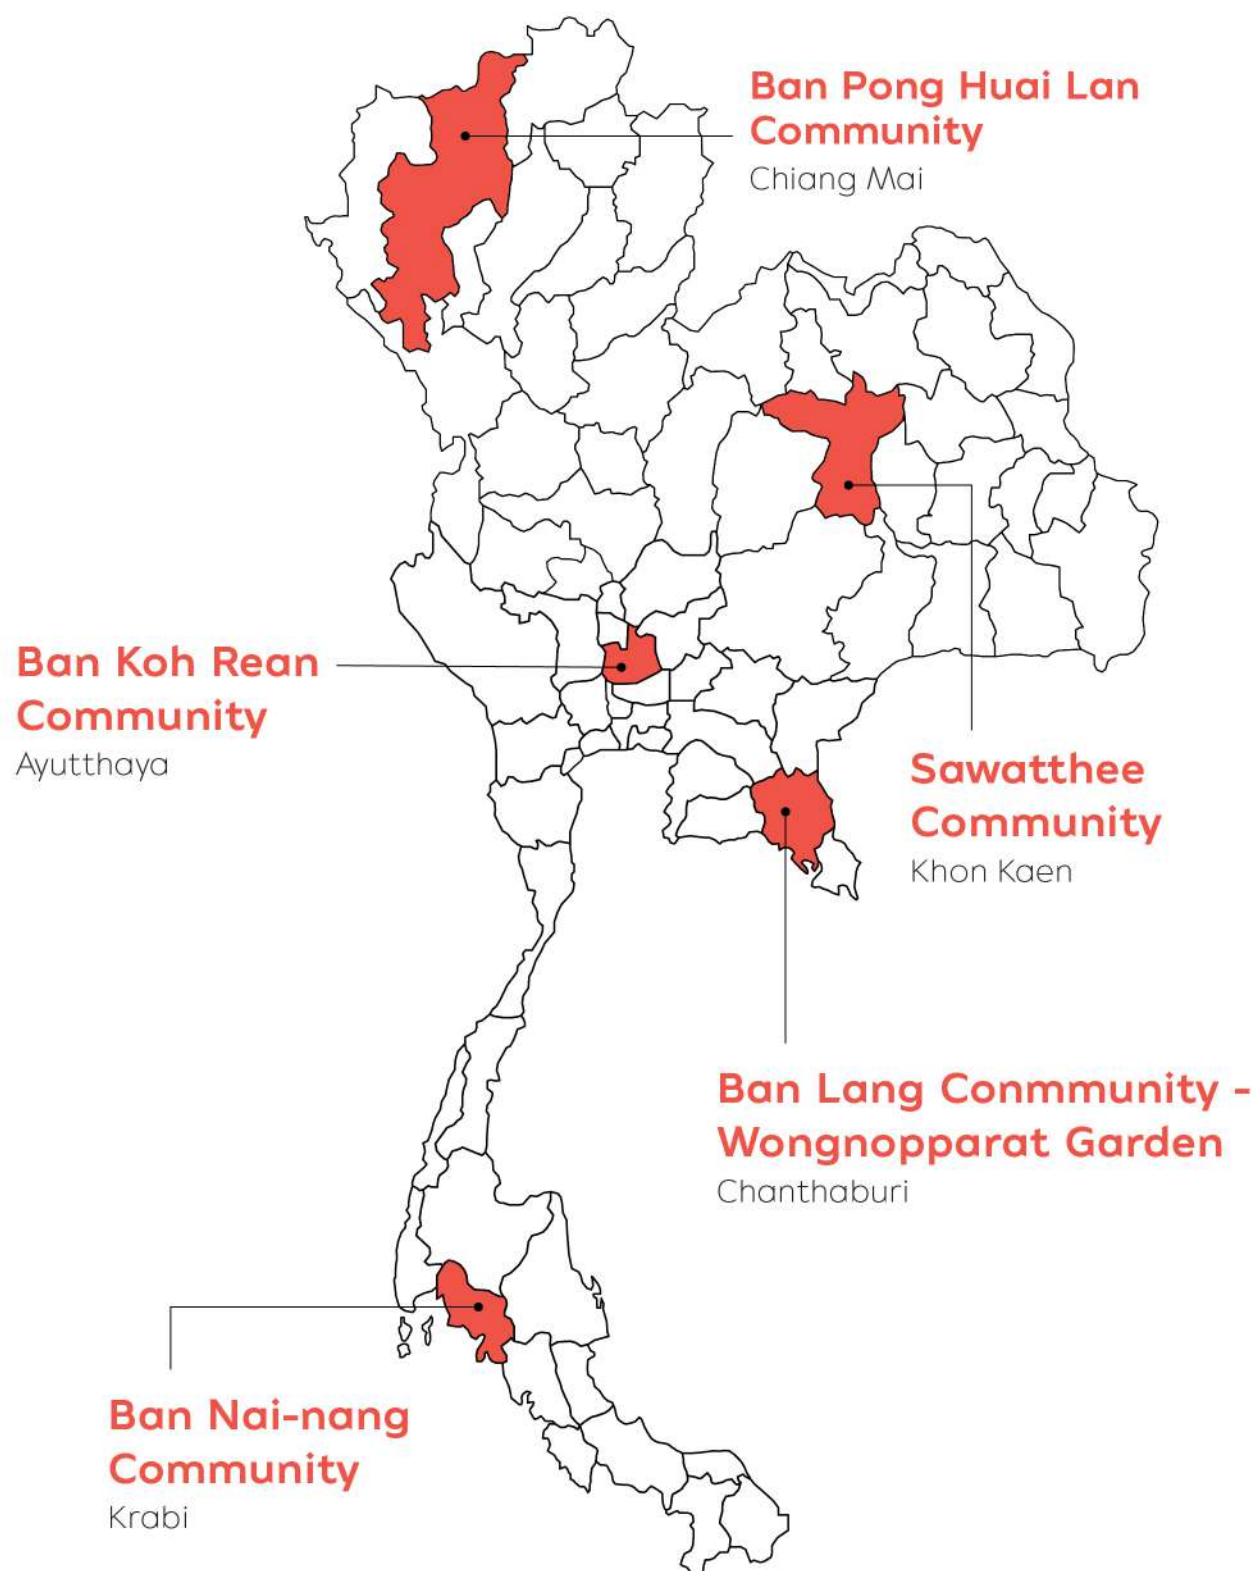 Ban Pong Huai Lan
Community
Chiang Mai
Ban Koh Rean
Community
Ayutthaya
Sawatthee
Community
Khon Kaen
Ban Lang Conmmunity -
Wongnopparat Garden
Chanthaburi
Ban Nai-nang
Community
Krabi